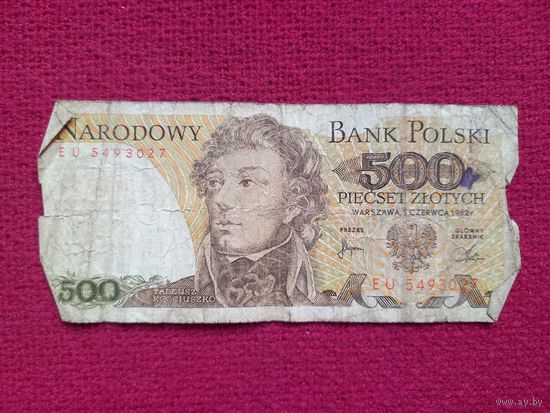 NARODOWY BANK POLSKI
EU 5493027
500
PIĘĆSET ZŁOTYCH
WARSZAWA, 1 CZERWCA 1982 r.
PREZES GŁÓWNY SKARBNIK
EU 5493027
500
TADEUSZ
KOŚCIUSZKO
www.ay.by